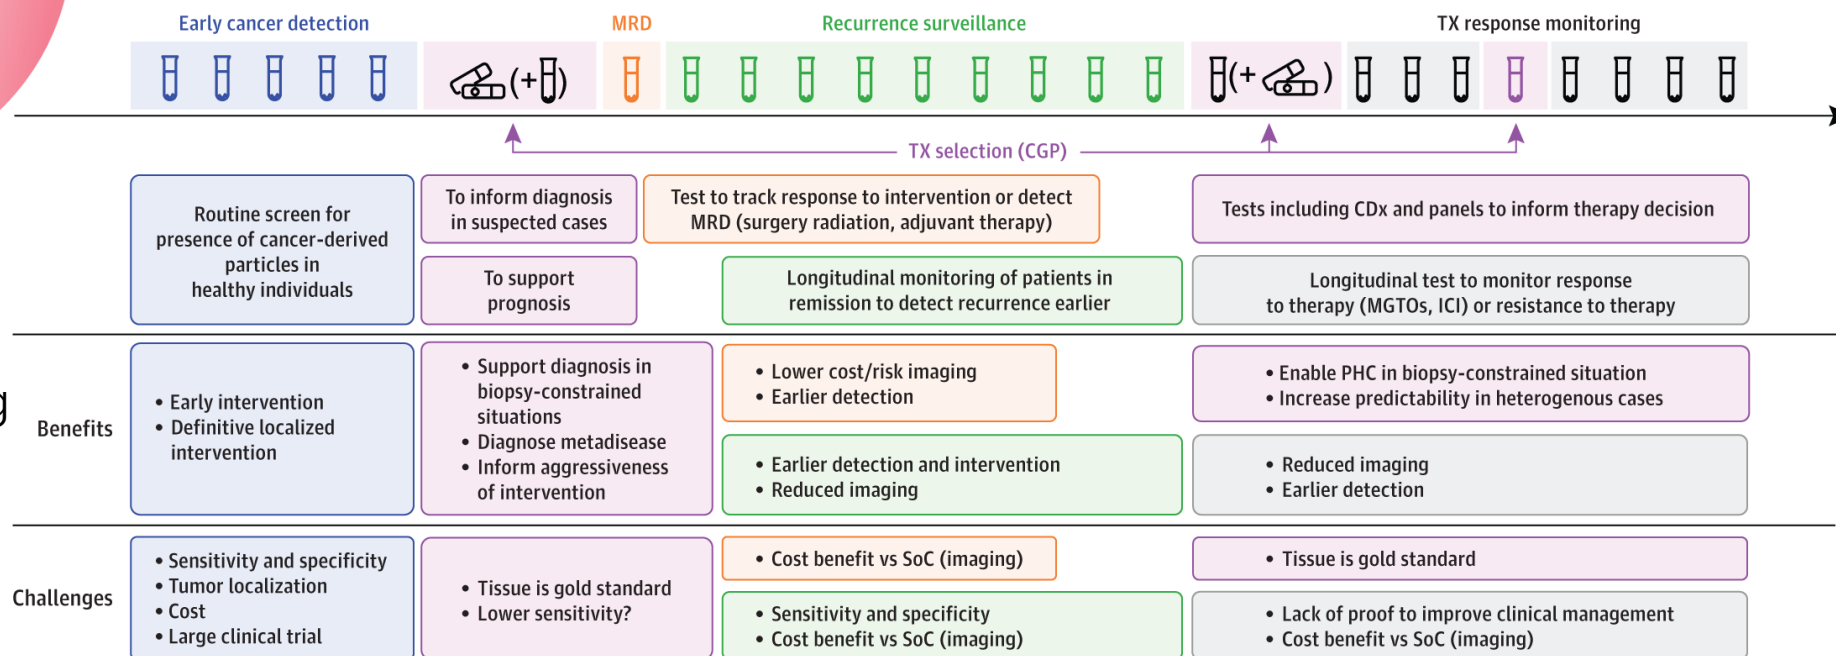 Early cancer detection
MRD
Recurrence surveillance
TX response monitoring
(+ )
(+ )
TX selection (CGP)
Routine screen for
presence of cancer-derived
particles in
healthy individuals
To inform diagnosis
in suspected cases
To support
prognosis
Test to track response to intervention or detect
MRD (surgery radiation, adjuvant therapy)
Longitudinal monitoring of patients in
remission to detect recurrence earlier
Tests including CDx and panels to inform therapy decision
Longitudinal test to monitor response
to therapy (MGTOs, ICI) or resistance to therapy
g
Benefits
• Early intervention
• Definitive localized
intervention
• Support diagnosis in
biopsy-constrained
situations
• Diagnose metadisease
• Inform aggressiveness
of intervention
• Lower cost/risk imaging
• Earlier detection
• Earlier detection and intervention
• Reduced imaging
• Enable PHC in biopsy-constrained situation
• Increase predictability in heterogenous cases
• Reduced imaging
• Earlier detection
Challenges
• Sensitivity and specificity
• Tumor localization
• Cost
• Large clinical trial
• Tissue is gold standard
• Lower sensitivity?
• Cost benefit vs SoC (imaging)
• Sensitivity and specificity
• Cost benefit vs SoC (imaging)
• Tissue is gold standard
• Lack of proof to improve clinical management
• Cost benefit vs SoC (imaging)